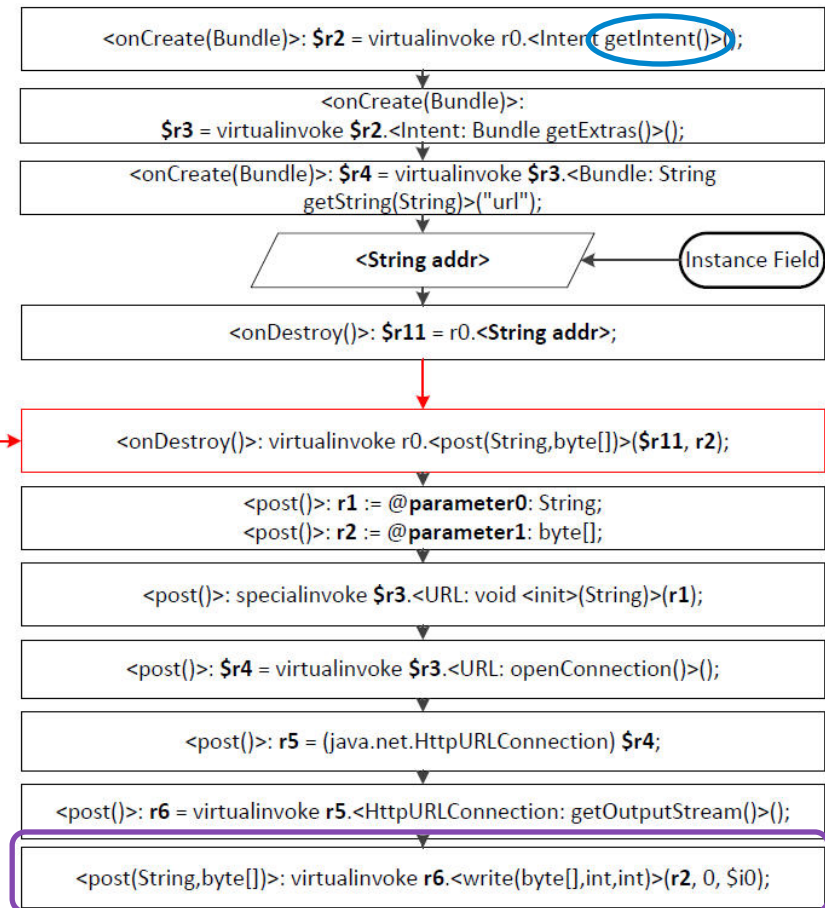 <onCreate(Bundle)>: $r2 = virtualinvoke r0.<Intent getIntent()>();
<onCreate(Bundle)>:
$r3 = virtualinvoke $r2.<Intent: Bundle getExtras()>();
<onCreate(Bundle)>: $r4 = virtualinvoke $r3.<Bundle: String
getString(String)>("url");
<String addr>
Instance Field
<onDestroy()>: $r11 = r0.<String addr>;
<onDestroy()>: virtualinvoke r0.<post(String,byte[])>($r11, r2);
<post()>: r1 := @parameter0: String;
<post()>: r2 := @parameter1: byte[];
<post()>: specialinvoke $r3.<URL: void <init>(String)>(r1);
<post()>: $r4 = virtualinvoke $r3.<URL: openConnection()>();
<post()>: r5 = (java.net.HttpURLConnection) $r4;
<post()>: r6 = virtualinvoke r5.<HttpURLConnection: getOutputStream()>();
<post(String,byte[])>: virtualinvoke r6.<write(byte[],int,int)>(r2, 0, $i0);